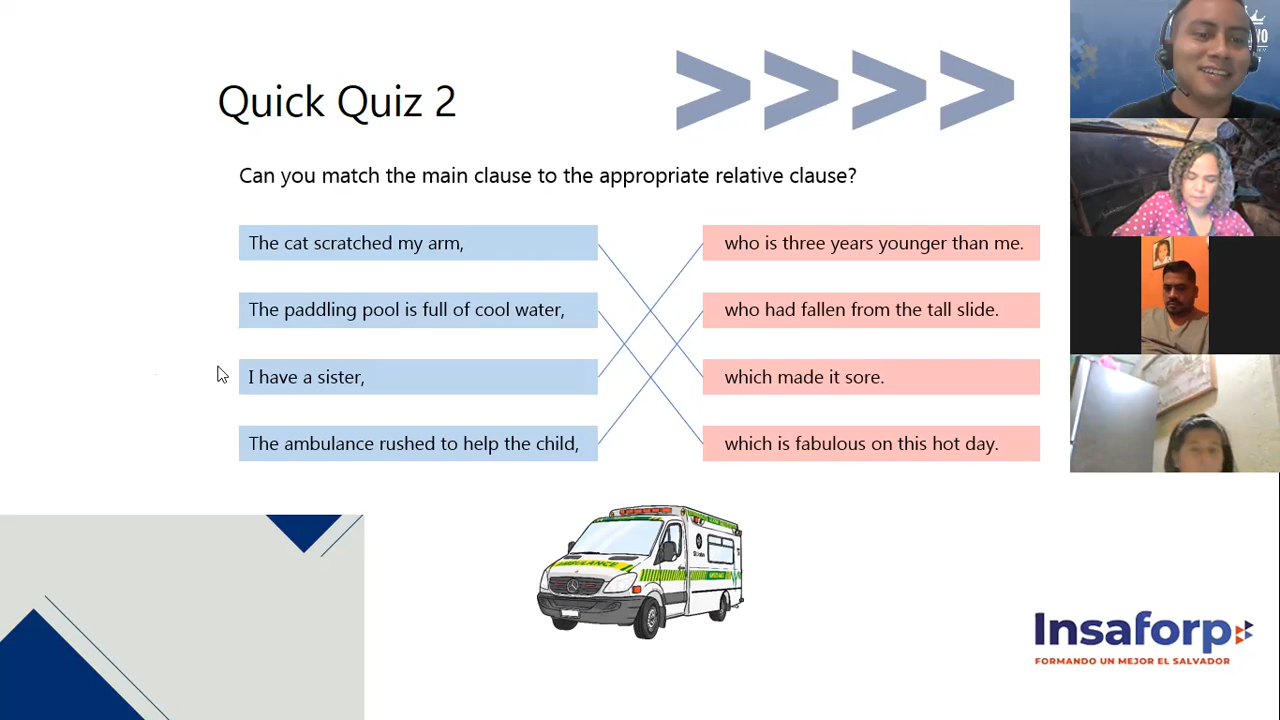 Quick Quiz 2
Can you match the main clause to the appropriate relative clause?
The cat scratched my arm,
who is three years younger than me.
The paddling pool is full of cool water,
who had fallen from the tall slide.
I have a sister,
which made it sore.
The ambulance rushed to help the child,
which is fabulous on this hot day.
AMBULANCE
Insaforp
FORMANDO UN MEJOR EL SALVADOR